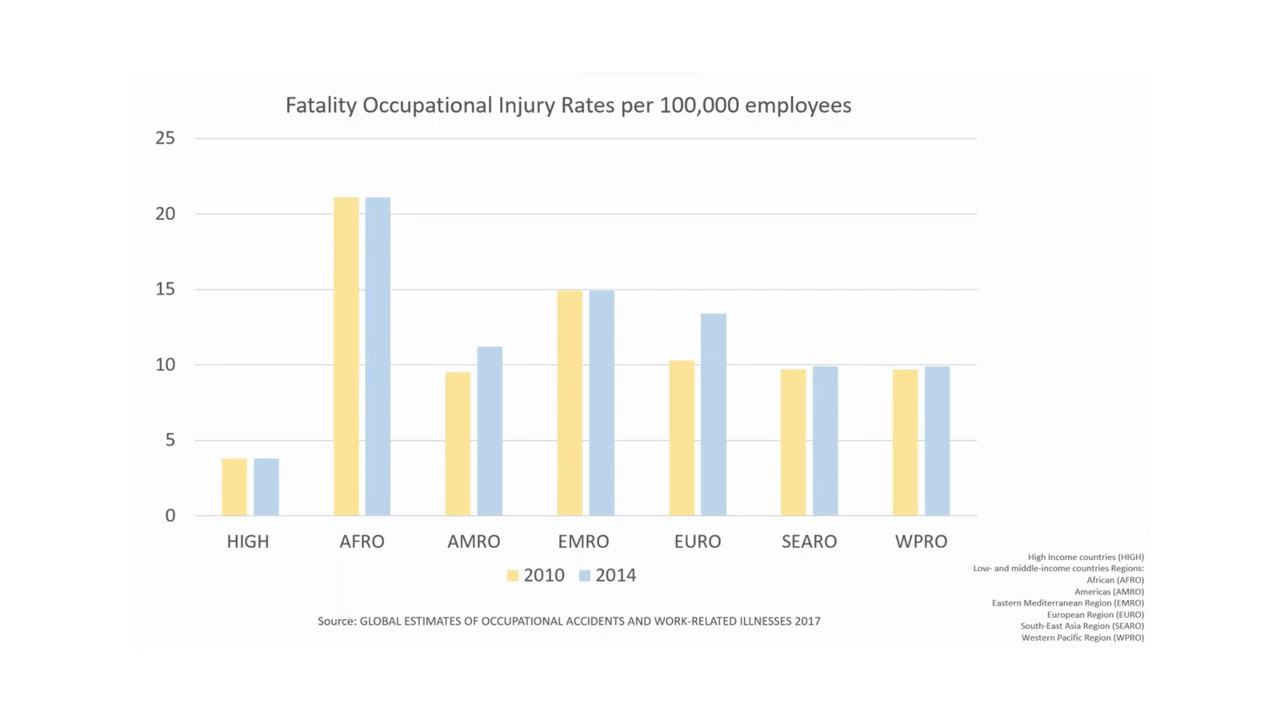 Fatality Occupational Injury Rates per 100,000 employees
25
20
15
10
5
0
HIGH AFRO AMRO EMRO EURO SEARO WPRO
2010 2014
Source: GLOBAL ESTIMATES OF OCCUPATIONAL ACCIDENTS AND WORK-RELATED ILLNESSES 2017
High Income countries (HIGH)
Low- and middle-income countries Regions:
African (AFRO)
Americas (AMRO)
Eastern Mediterranean Region (EMRO)
European Region (EURO)
South-East Asia Region (SEARO)
Western Pacific Region (WPRO)